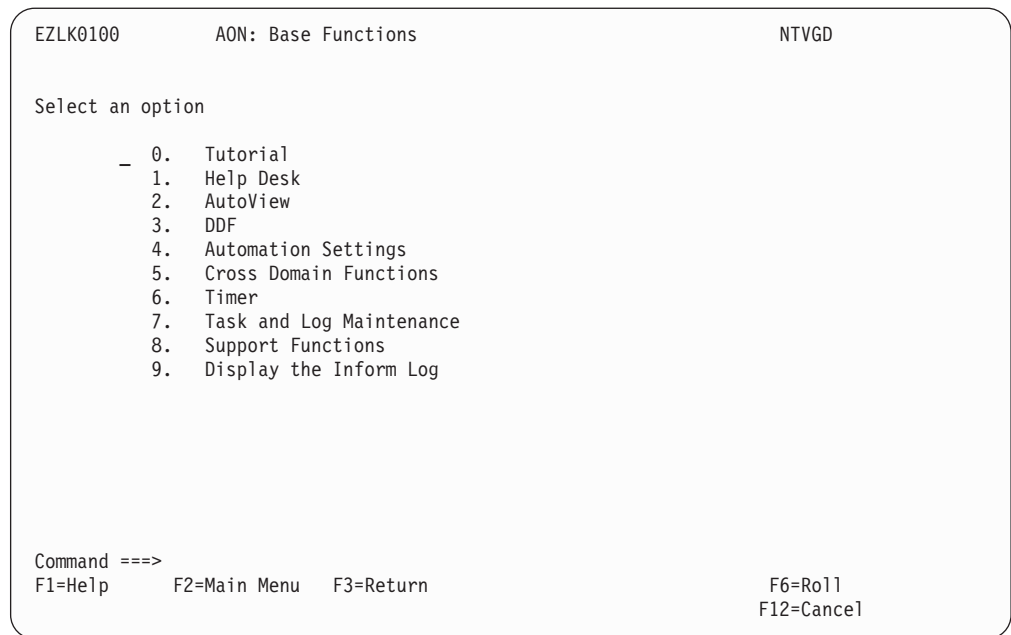 EZLK0100 AON: Base Functions NTVGD
Select an option
_ 0. Tutorial
1. Help Desk
2. AutoView
3. DDF
4. Automation Settings
5. Cross Domain Functions
6. Timer
7. Task and Log Maintenance
8. Support Functions
9. Display the Inform Log
Command ===>
F1=Help F2=Main Menu F3=Return F6=Roll
F12=Cancel